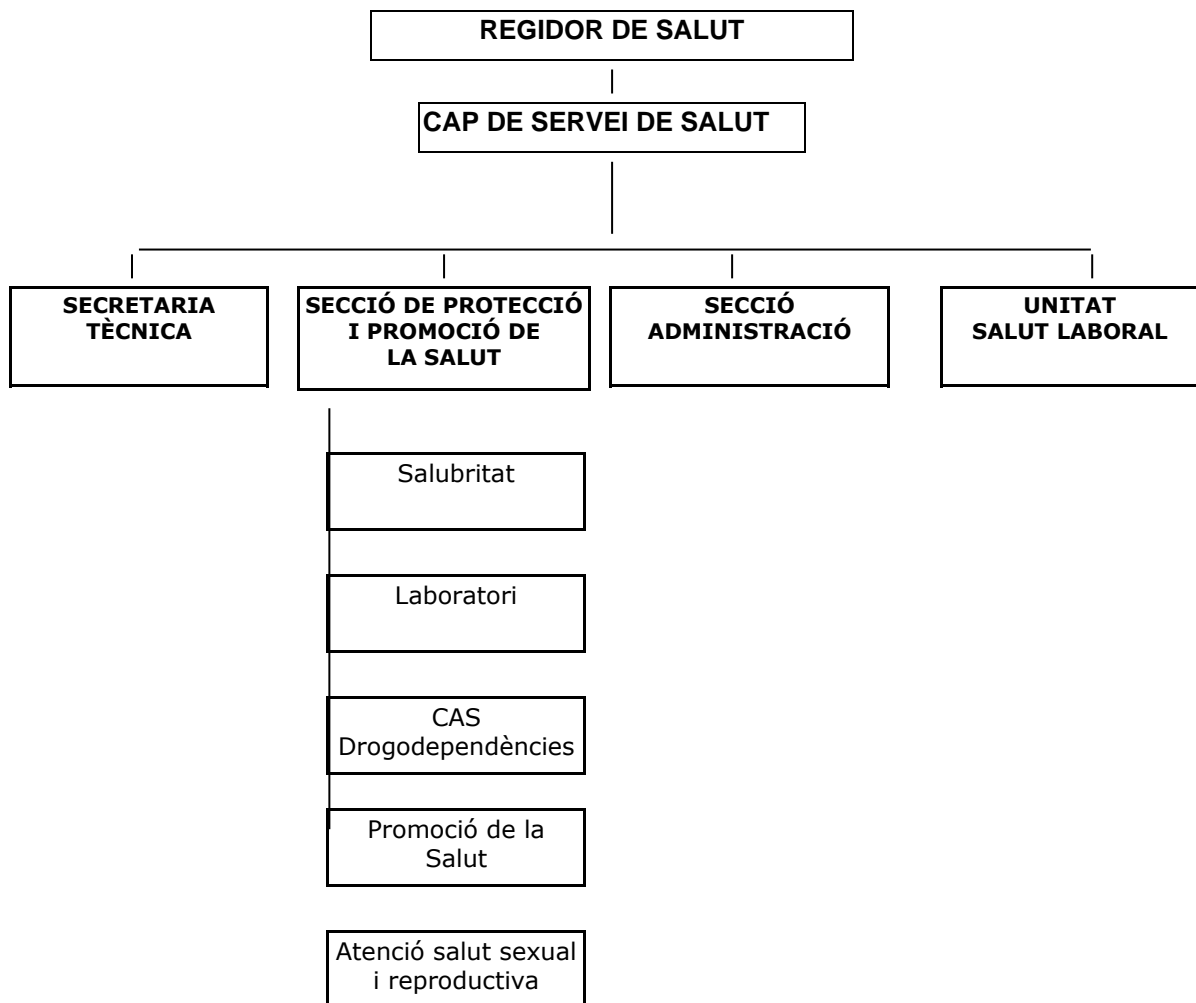 REGIDOR DE SALUT
CAP DE SERVEI DE SALUT
SECRETARIA
TÈCNICA
SECCIÓ DE PROTECCIÓ
I PROMOCIÓ DE
LA SALUT
SECCIÓ
ADMINISTRACIÓ
UNITAT
SALUT LABORAL
Salubritat
Laboratori
CAS
Drogodependències
Promoció de la
Salut
Atenció salut sexual
i reproductiva